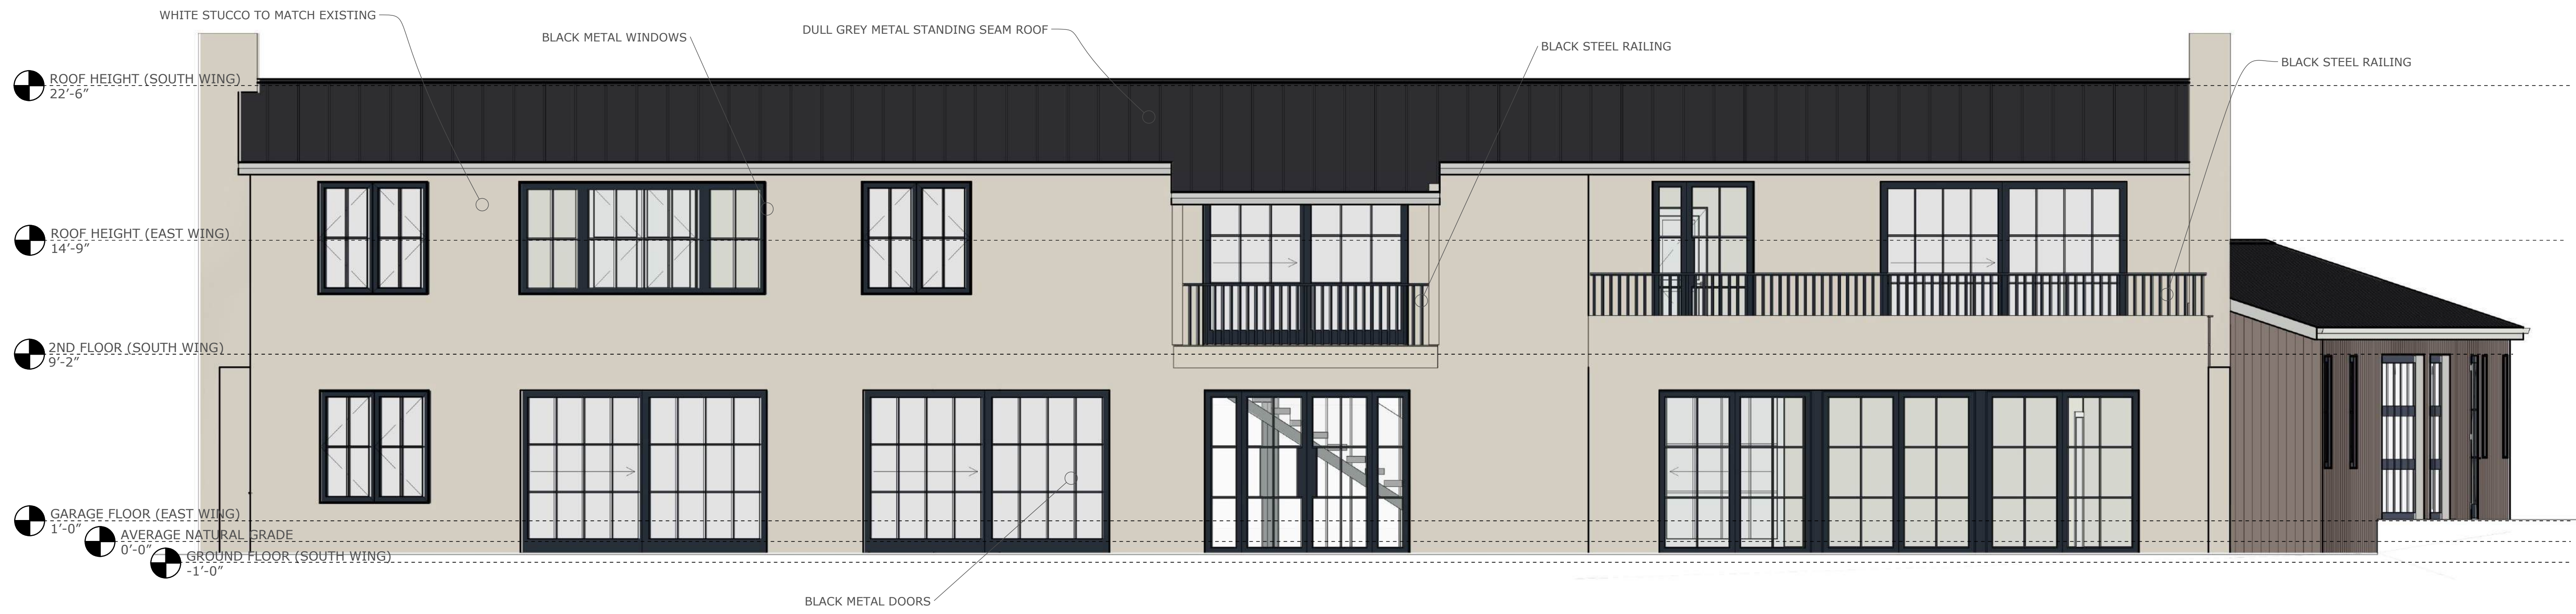 WHITE STUCCO TO MATCH EXISTING
BLACK METAL WINDOWS
DULL GREY METAL STANDING SEAM ROOF
BLACK STEEL RAILING
BLACK STEEL RAILING
ROOF HEIGHT (SOUTH WING)
22'-6"
ROOF HEIGHT (EAST WING)
14'-9"
2ND FLOOR (SOUTH WING)
9'-2"
GARAGE FLOOR (EAST WING)
1'-0"
AVERAGE NATURAL GRADE
0'-0"
GROUND FLOOR (SOUTH WING)
-1'-0"
BLACK METAL DOORS